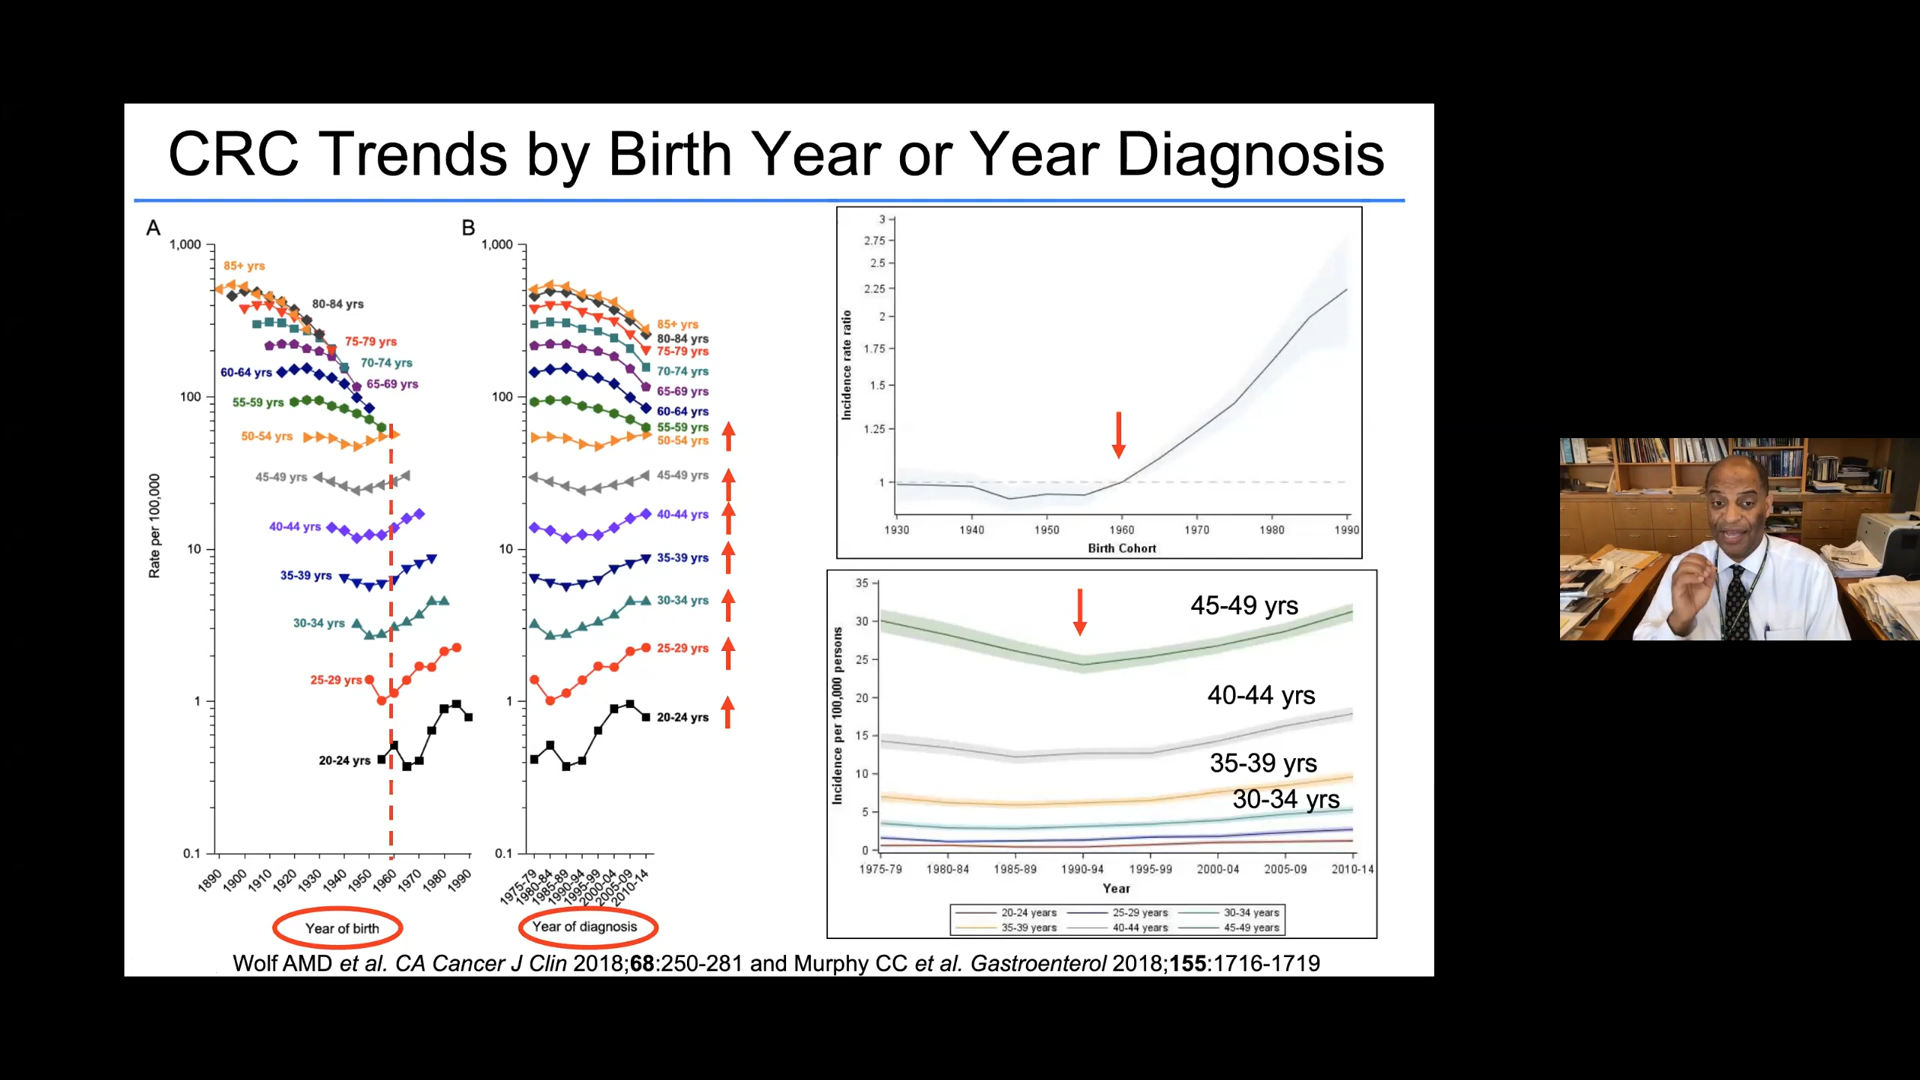 CRC Trends by Birth Year or Year Diagnosis
A
1,000
100
10
1
0.1
Rate per 100,000
85+ yrs
80-84 yrs
75-79 yrs
70-74 yrs
65-69 yrs
60-64 yrs
55-59 yrs
50-54 yrs
45-49 yrs
40-44 yrs
35-39 yrs
30-34 yrs
25-29 yrs
20-24 yrs
1890 1900 1910 1920 1930 1940 1950 1960 1970 1980 1990
Year of birth
B
1,000
100
10
1
0.1
85+ yrs
80-84 yrs
75-79 yrs
70-74 yrs
65-69 yrs
60-64 yrs
55-59 yrs
50-54 yrs
45-49 yrs
40-44 yrs
35-39 yrs
30-34 yrs
25-29 yrs
20-24 yrs
1975-79 1980-84 1985-89 1990-94 1995-99 2000-04 2005-09 2010-14
Year of diagnosis
3
2.75
2.5
2.25
2
1.75
1.5
1.25
1
Incidence rate ratio
1930 1940 1950 1960 1970 1980 1990
Birth Cohort
35
30
25
20
15
10
5
0
Incidence per 100,000 persons
45-49 yrs
40-44 yrs
35-39 yrs
30-34 yrs
1975-79 1980-84 1985-89 1990-94 1995-99 2000-04 2005-09 2010-14
Year
20-24 years 25-29 years 30-34 years
35-39 years 40-44 years 45-49 years
Wolf AMD et al. CA Cancer J Clin 2018;68:250-281 and Murphy CC et al. Gastroenterol 2018;155:1716-1719